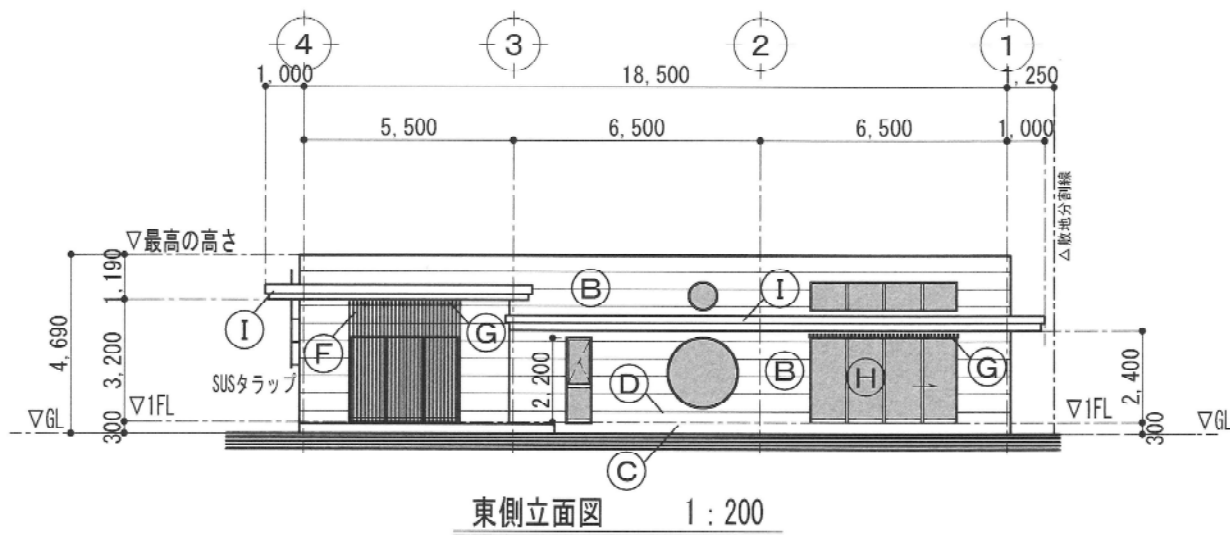 4 3 2 1
1,000 18,500 1,250
5,500 6,500 6,500 1,000
△敷地分割線
▽最高の高さ
1,190
B
I
I
F
G
4,690
3,200
2,200
D
B
H
G
2,400
SUSタラップ
▽GL
▽1FL
300
▽1FL
300
▽GL
C
東側立面図 1:200